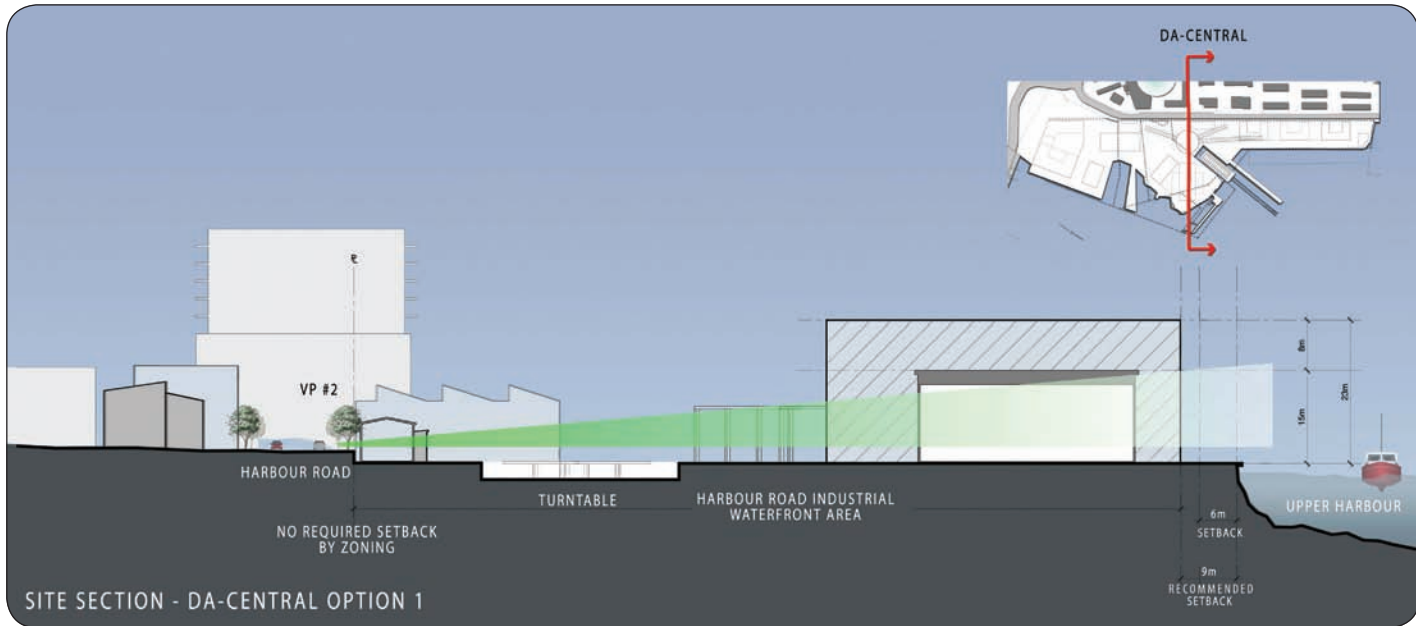 DA-CENTRAL
℄
VP #2
8m
15m
23m
HARBOUR ROAD
TURNTABLE
HARBOUR ROAD INDUSTRIAL
WATERFRONT AREA
UPPER HARBOUR
NO REQUIRED SETBACK
BY ZONING
6m
SETBACK
9m
RECOMMENDED
SETBACK
SITE SECTION - DA-CENTRAL OPTION 1